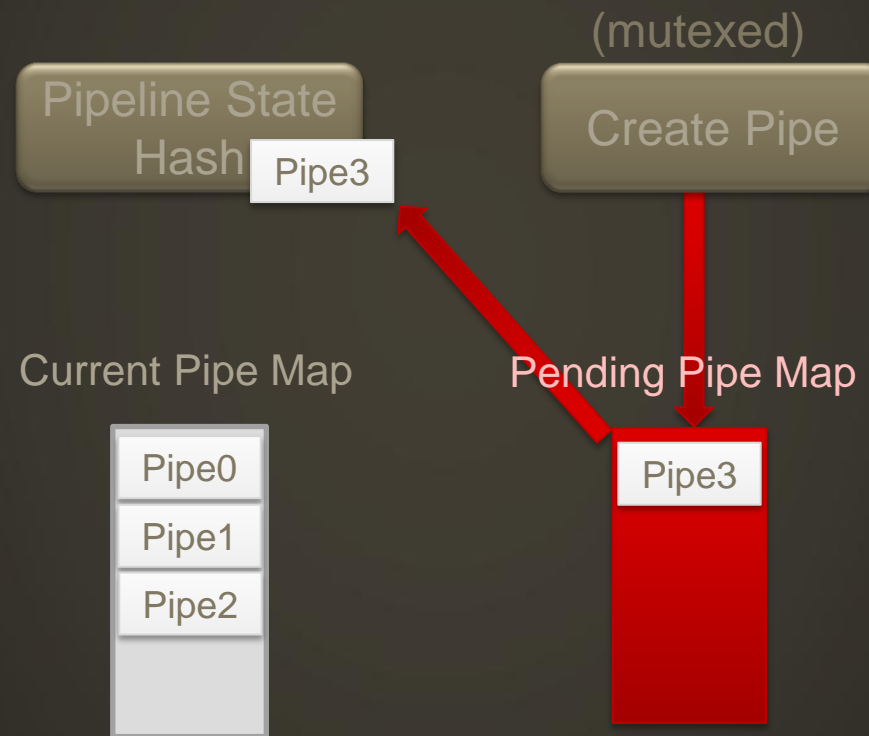 (mutexed)
Pipeline State
Hash
Pipe3
Create Pipe
Current Pipe Map
Pending Pipe Map
Pipe0
Pipe1
Pipe2
Pipe3